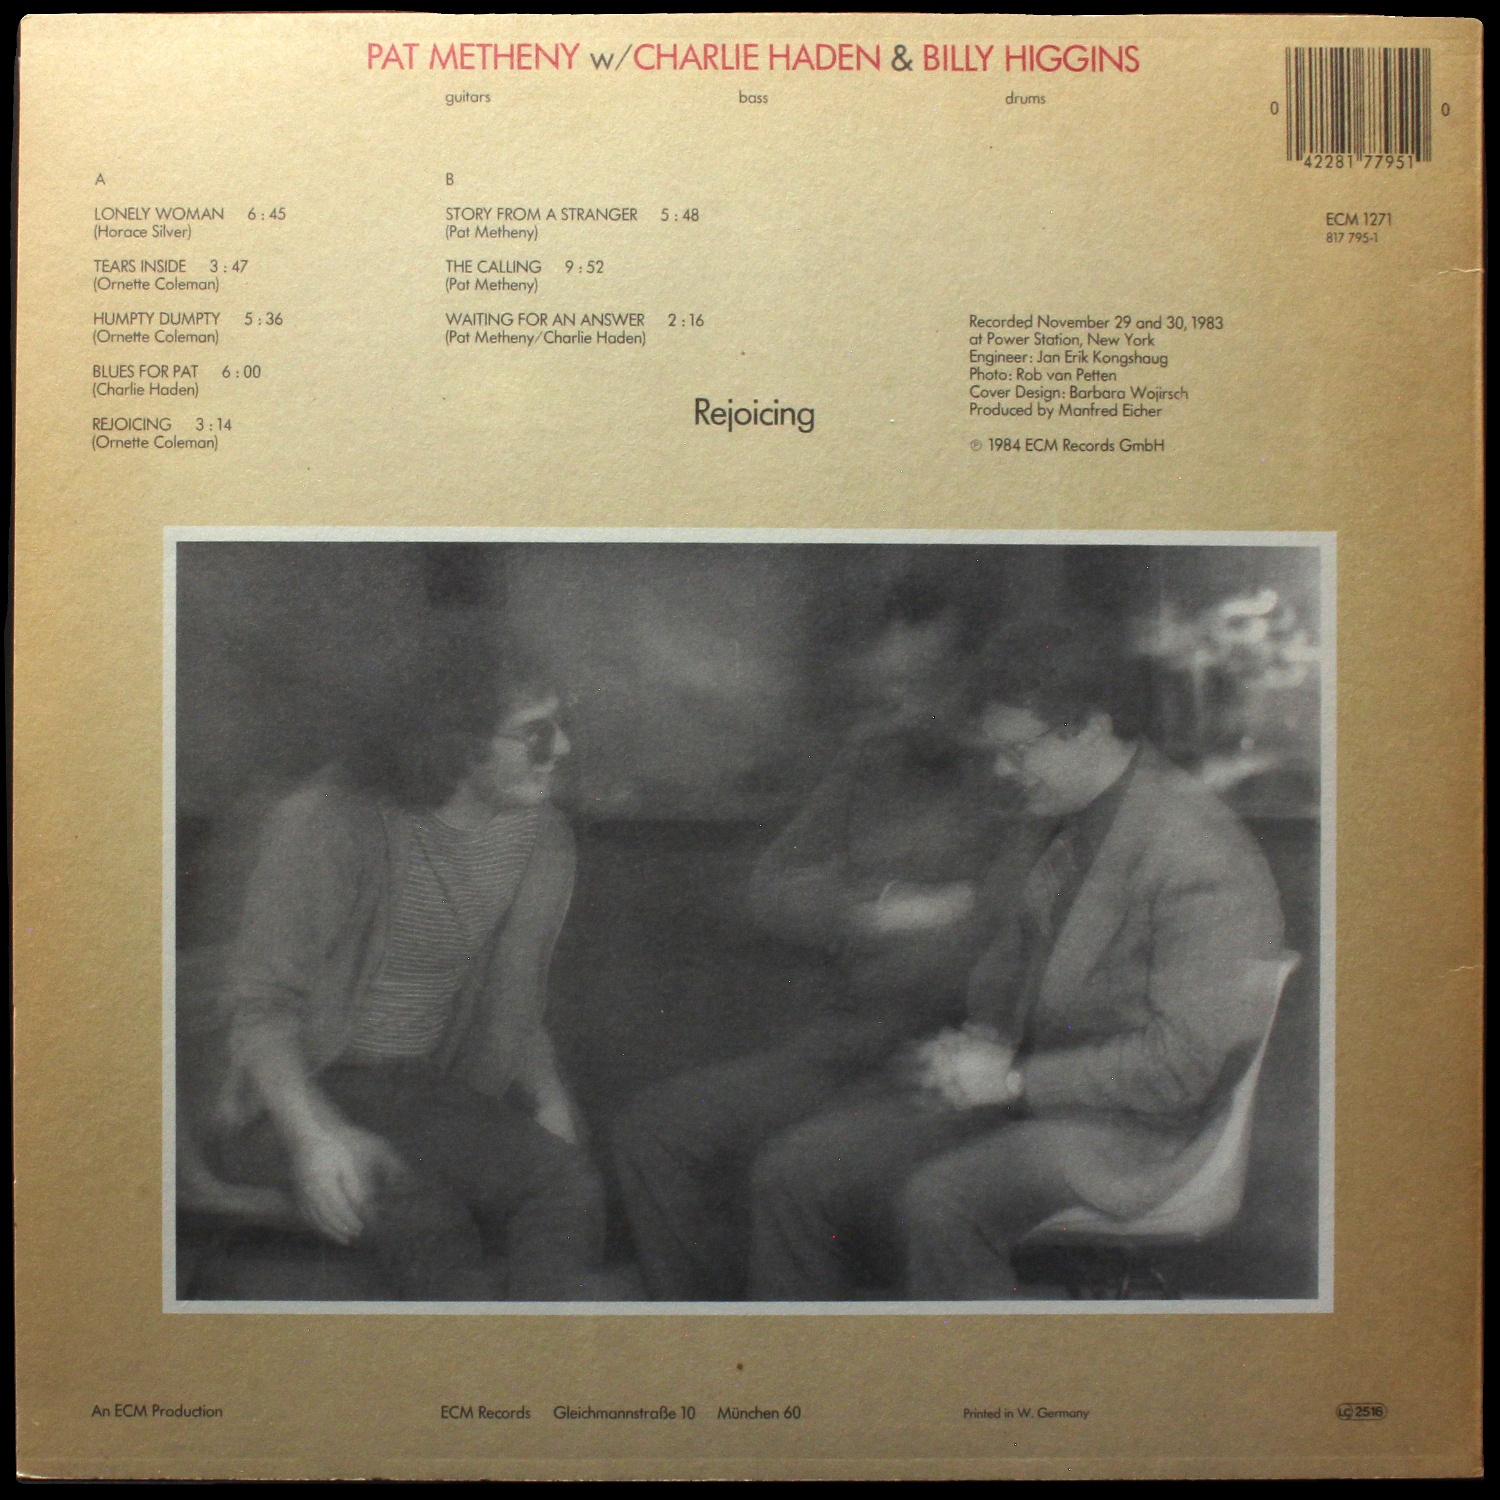 PAT METHENY w/CHARLIE HADEN & BILLY HIGGINS
guitars bass drums
0 42281 77951 0
A
LONELY WOMAN 6:45
(Horace Silver)
TEARS INSIDE 3:47
(Ornette Coleman)
HUMPTY DUMPTY 5:36
(Ornette Coleman)
BLUES FOR PAT 6:00
(Charlie Haden)
REJOICING 3:14
(Ornette Coleman)
B
STORY FROM A STRANGER 5:48
(Pat Metheny)
THE CALLING 9:52
(Pat Metheny)
WAITING FOR AN ANSWER 2:16
(Pat Metheny/Charlie Haden)
Rejoicing
ECM 1271
817 795-1
Recorded November 29 and 30, 1983
at Power Station, New York
Engineer: Jan Erik Kongshaug
Photo: Rob van Petten
Cover Design: Barbara Wojirsch
Produced by Manfred Eicher
℗ 1984 ECM Records GmbH
An ECM Production
ECM Records Gleichmannstraße 10 München 60
Printed in W. Germany
LC 2516